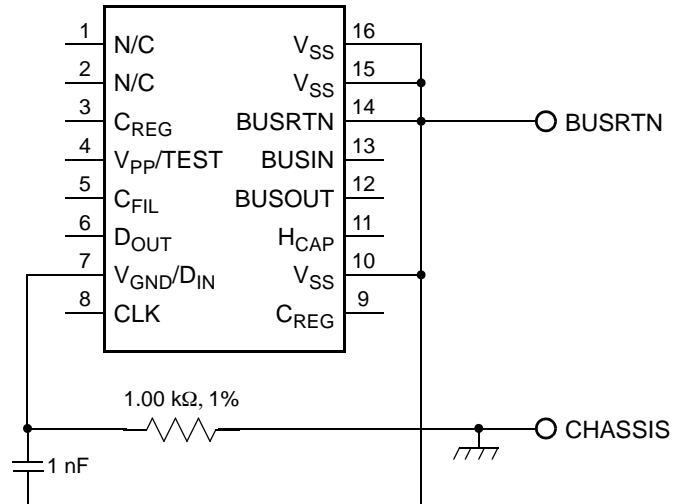 1 N/C V_SS 16
2 N/C V_SS 15
3 C_REG BUSRTN 14 BUSRTN
4 V_PP/TEST BUSIN 13
5 C_FIL BUSOUT 12
6 D_OUT H_CAP 11
7 V_GND/D_IN V_SS 10
8 CLK C_REG 9
1.00 kΩ, 1%
CHASSIS
1 nF